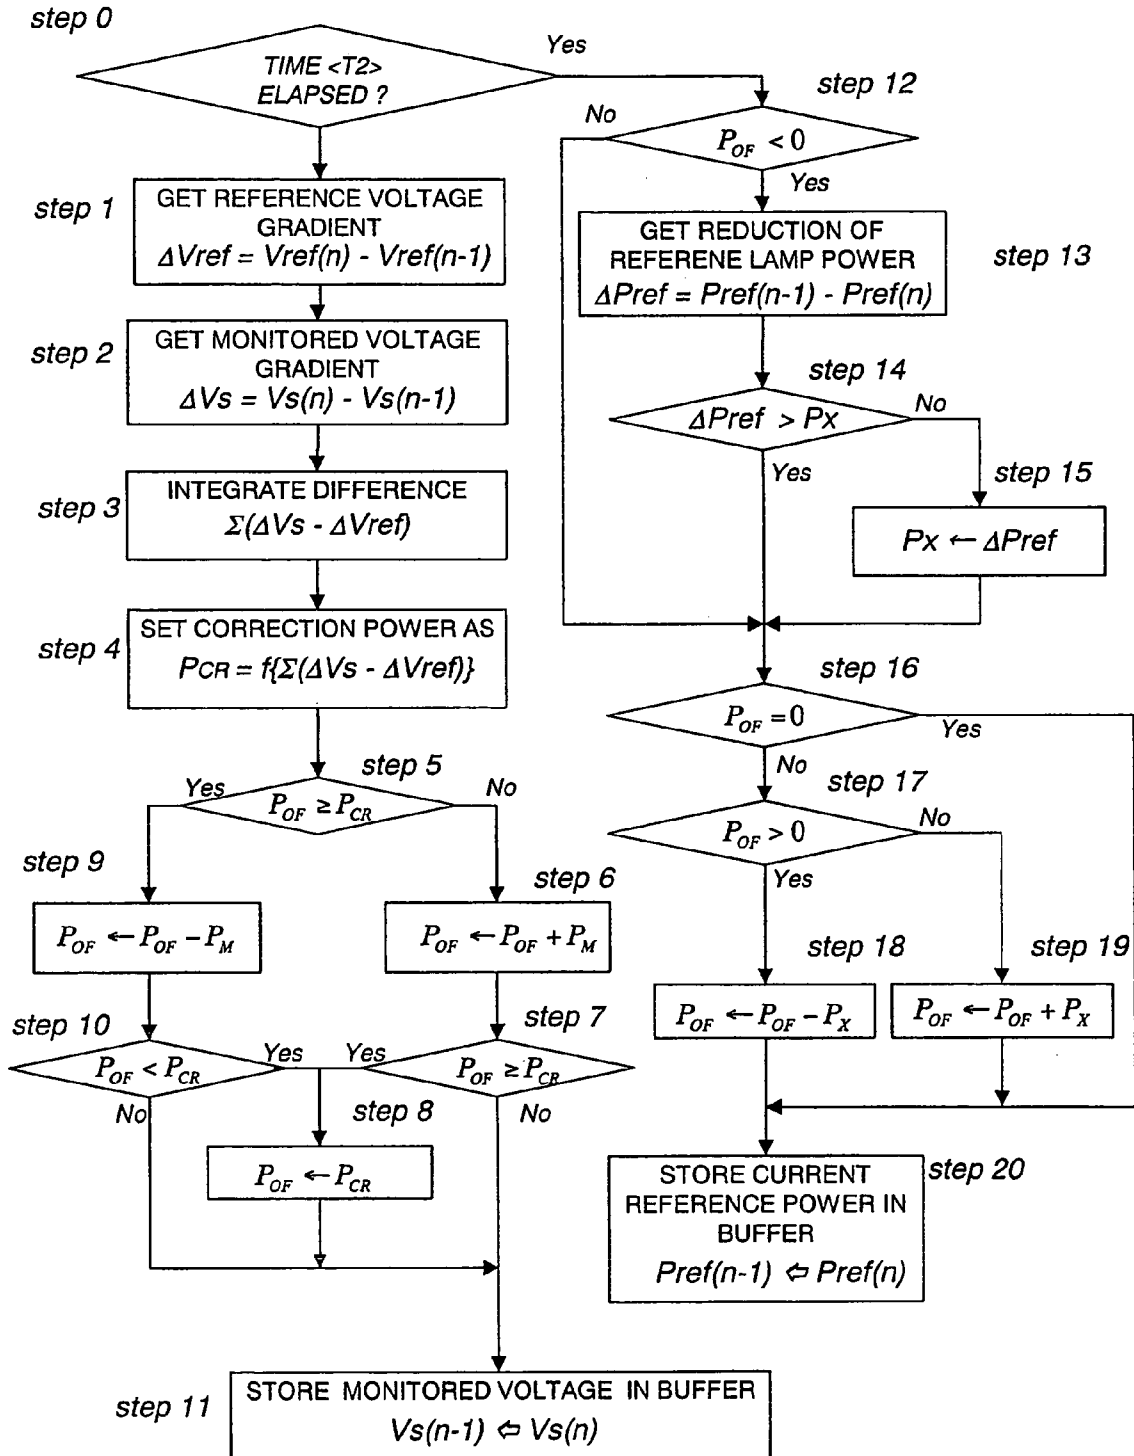 step 0
TIME <T2>
ELAPSED ?
Yes
step 1
GET REFERENCE VOLTAGE
GRADIENT
ΔVref = Vref(n) - Vref(n-1)
step 2
GET MONITORED VOLTAGE
GRADIENT
ΔVs = Vs(n) - Vs(n-1)
step 3
INTEGRATE DIFFERENCE
Σ(ΔVs - ΔVref)
step 4
SET CORRECTION POWER AS
PCR = f{Σ(ΔVs - ΔVref)}
step 5
Yes
No
P_OF ≥ P_CR
step 9
P_OF ← P_OF − P_M
step 6
P_OF ← P_OF + P_M
step 10
P_OF < P_CR
Yes
No
step 7
Yes
P_OF ≥ P_CR
No
step 8
P_OF ← P_CR
step 11
STORE MONITORED VOLTAGE IN BUFFER
Vs(n-1) ⇦ Vs(n)
step 12
No
P_OF < 0
Yes
step 13
GET REDUCTION OF
REFERENE LAMP POWER
ΔPref = Pref(n-1) - Pref(n)
step 14
ΔPref > Px
No
Yes
step 15
Px ← ΔPref
step 16
P_OF = 0
Yes
No
step 17
P_OF > 0
No
Yes
step 18
P_OF ← P_OF − P_X
step 19
P_OF ← P_OF + P_X
step 20
STORE CURRENT
REFERENCE POWER IN
BUFFER
Pref(n-1) ⇦ Pref(n)